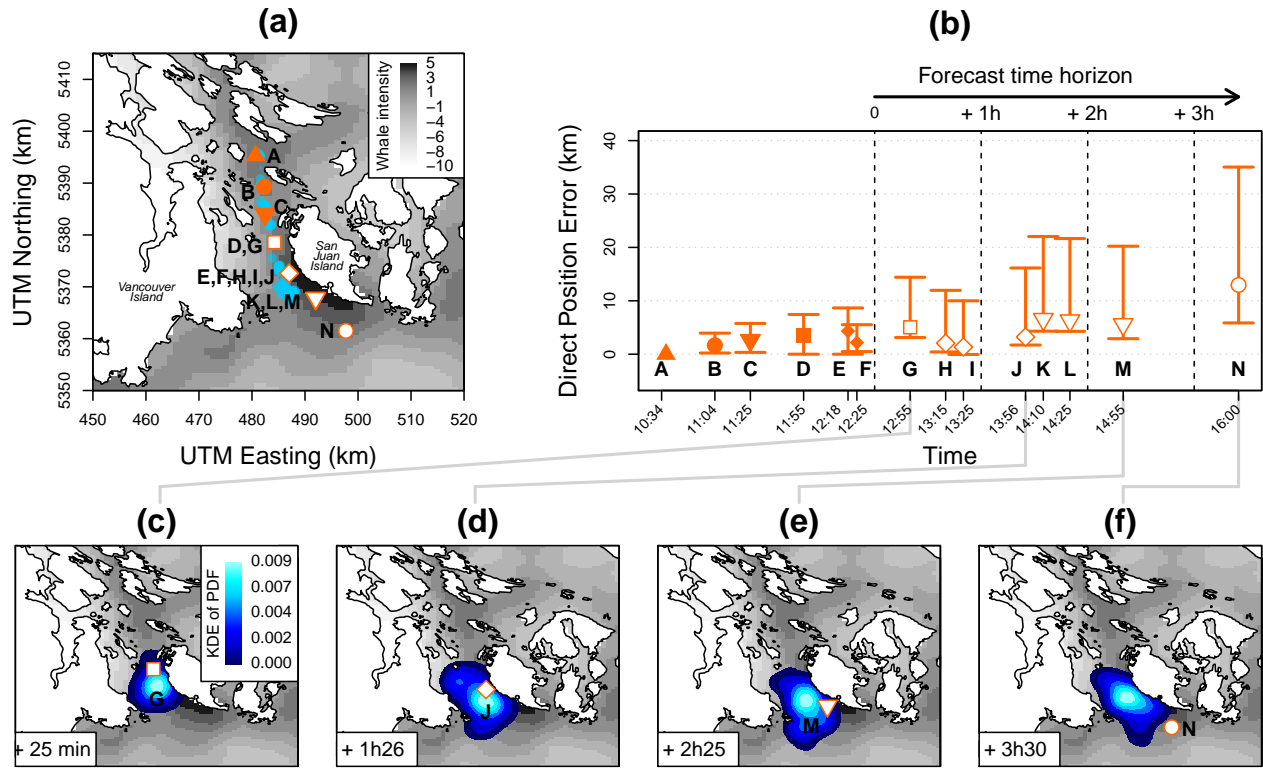 (a)
UTM Northing (km)
5410
5400
5390
5380
5370
5360
5350
450 460 470 480 490 500 510 520
UTM Easting (km)
Whale intensity
5
3
1
−1
−4
−6
−8
−10
A
B
C
D,G
E,F,H,I,J
K,L,M
N
San
Juan
Island
Vancouver
Island
(b)
Forecast time horizon
0 + 1h + 2h + 3h
Direct Position Error (km)
40
30
20
10
0
A B C D E F G H I J K L M N
10:34 11:04 11:25 11:55 12:18 12:25 12:55 13:15 13:25 13:56 14:10 14:25 14:55 16:00
Time
(c)
KDE of PDF
0.009
0.007
0.004
0.002
0.000
G
+ 25 min
(d)
J
+ 1h26
(e)
M
+ 2h25
(f)
N
+ 3h30